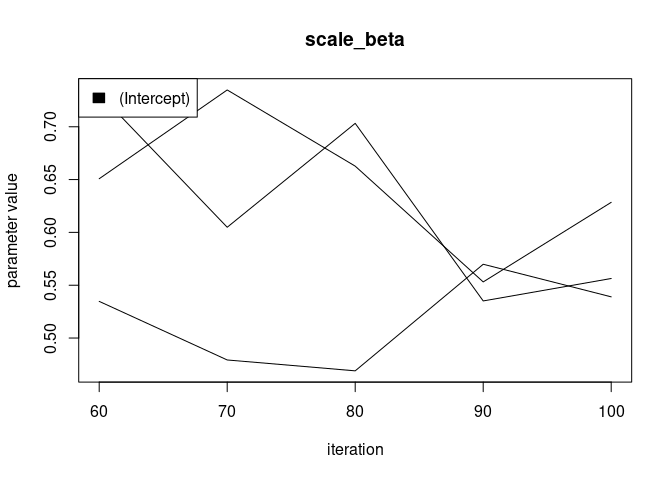 scale_beta
(Intercept)
parameter value
0.70
0.65
0.60
0.55
0.50
60 70 80 90 100
iteration